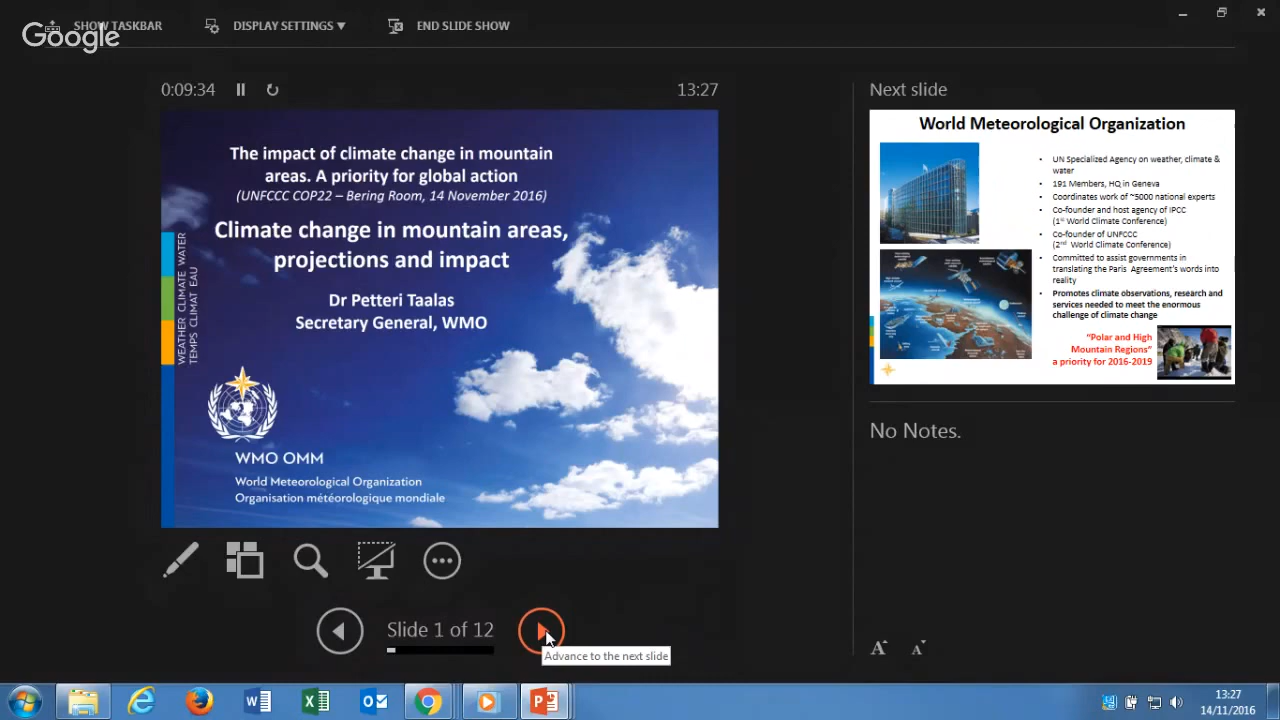 SHOW TASKBAR
DISPLAY SETTINGS ▼
END SLIDE SHOW
Google
0:09:34
13:27
The impact of climate change in mountain
areas. A priority for global action
(UNFCCC COP22 – Bering Room, 14 November 2016)
Climate change in mountain areas,
projections and impact
Dr Petteri Taalas
Secretary General, WMO
WEATHER CLIMATE WATER
TEMPS CLIMAT EAU
WMO OMM
World Meteorological Organization
Organisation météorologique mondiale
Slide 1 of 12
Advance to the next slide
Next slide
World Meteorological Organization
• UN Specialized Agency on weather, climate &
water
• 191 Members, HQ in Geneva
• Coordinates work of ~5000 national experts
• Co-founder and host agency of IPCC
(1st World Climate Conference)
• Co-founder of UNFCCC
(2nd World Climate Conference)
• Committed to assist governments in
translating the Paris Agreement's words into
reality
• Promotes climate observations, research and
services needed to meet the enormous
challenge of climate change
"Polar and High
Mountain Regions"
a priority for 2016-2019
No Notes.
A A
13:27
14/11/2016